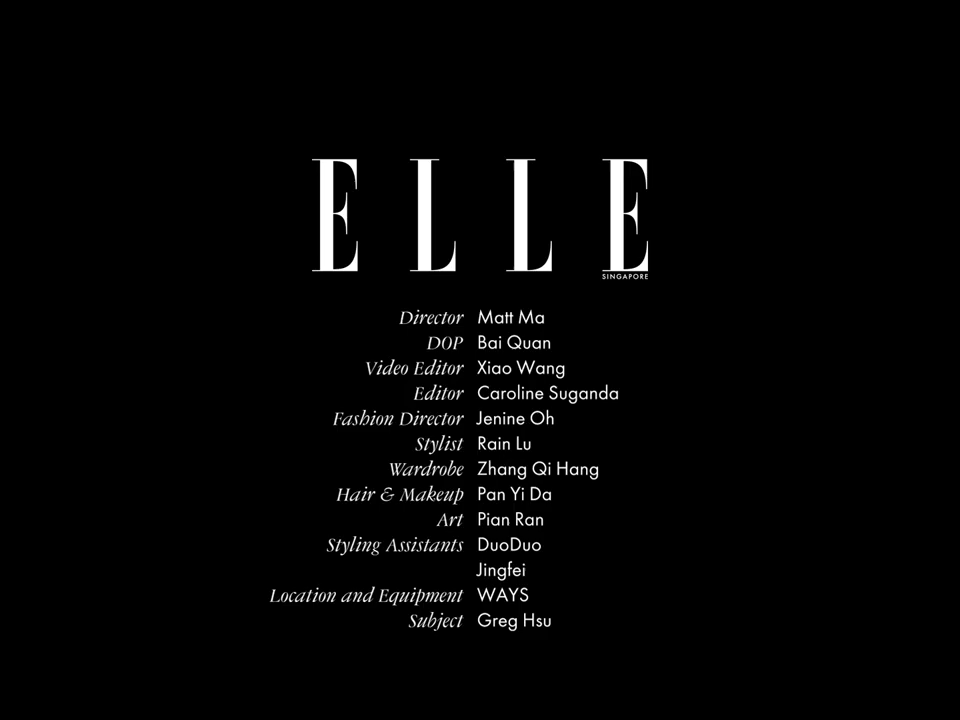 ELLE
SINGAPORE
Director Matt Ma
DOP Bai Quan
Video Editor Xiao Wang
Editor Caroline Suganda
Fashion Director Jenine Oh
Stylist Rain Lu
Wardrobe Zhang Qi Hang
Hair & Makeup Pan Yi Da
Art Pian Ran
Styling Assistants DuoDuo
Jingfei
Location and Equipment WAYS
Subject Greg Hsu